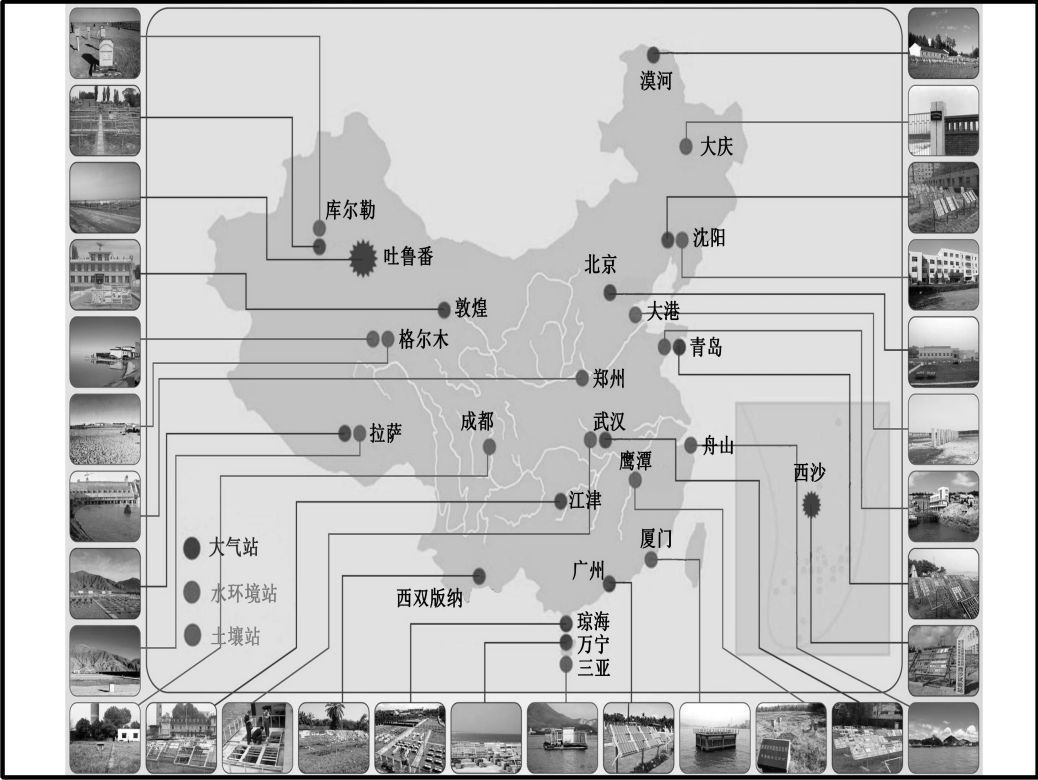 漠河
大庆
库尔勒
沈阳
吐鲁番
北京
敦煌
大港
格尔木
青岛
郑州
成都
武汉
拉萨
舟山
鹰潭
西沙
江津
厦门
大气站
广州
水环境站
西双版纳
琼海
土壤站
万宁
三亚